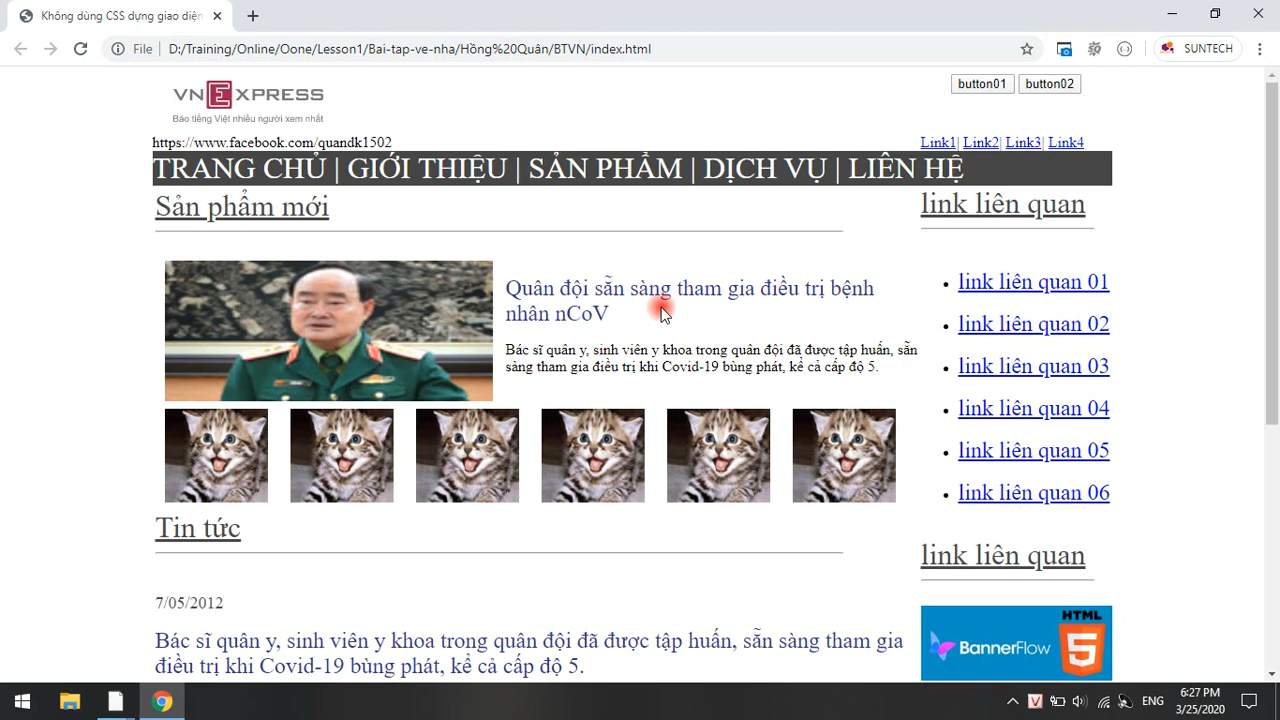 Không dùng CSS dựng giao diện
File
D:/Training/Online/Oone/Lesson1/Bai-tap-ve-nha/Hồng%20Quân/BTVN/index.html
SUNTECH
VNEXPRESS
Báo tiếng Việt nhiều người xem nhất
button01 button02
https://www.facebook.com/quandk1502
Link1| Link2| Link3| Link4
TRANG CHỦ | GIỚI THIỆU | SẢN PHẨM | DỊCH VỤ | LIÊN HỆ
Sản phẩm mới
link liên quan
Quân đội sẵn sàng tham gia điều trị bệnh
nhân nCoV
Bác sĩ quân y, sinh viên y khoa trong quân đội đã được tập huấn, sẵn
sàng tham gia điều trị khi Covid-19 bùng phát, kể cả cấp độ 5.
link liên quan 01
link liên quan 02
link liên quan 03
link liên quan 04
link liên quan 05
link liên quan 06
Tin tức
7/05/2012
Bác sĩ quân y, sinh viên y khoa trong quân đội đã được tập huấn, sẵn sàng tham gia
điều trị khi Covid-19 bùng phát, kể cả cấp độ 5.
link liên quan
BannerFlow
HTML
5
V
ENG
6:27 PM
3/25/2020